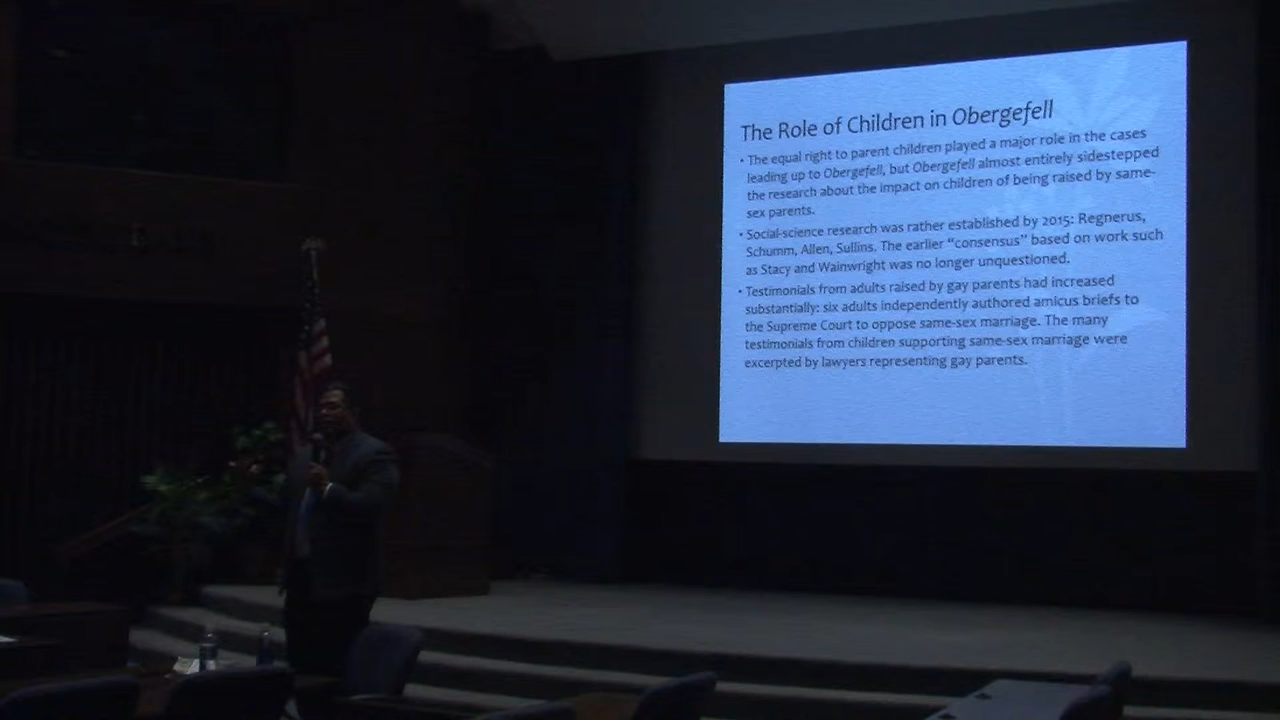 The Role of Children in Obergefell
• The equal right to parent children played a major role in the cases
leading up to Obergefell, but Obergefell almost entirely sidestepped
the research about the impact on children of being raised by same-
sex parents.
• Social-science research was rather established by 2015: Regnerus,
Schumm, Allen, Sullins. The earlier “consensus” based on work such
as Stacy and Wainwright was no longer unquestioned.
• Testimonials from adults raised by gay parents had increased
substantially: six adults independently authored amicus briefs to
the Supreme Court to oppose same-sex marriage. The many
testimonials from children supporting same-sex marriage were
excerpted by lawyers representing gay parents.